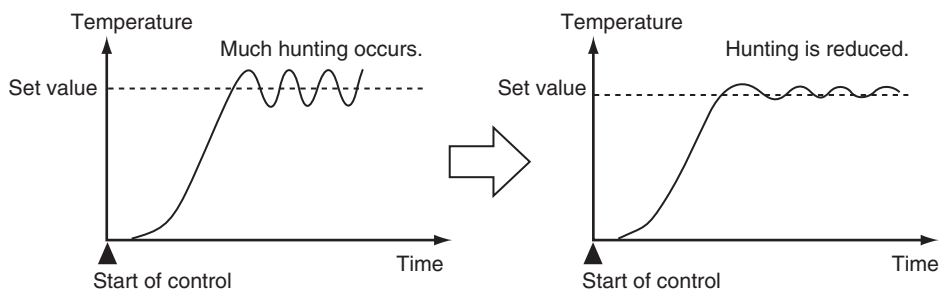 Temperature
Much hunting occurs.
Set value
Time
Start of control
Temperature
Hunting is reduced.
Set value
Time
Start of control